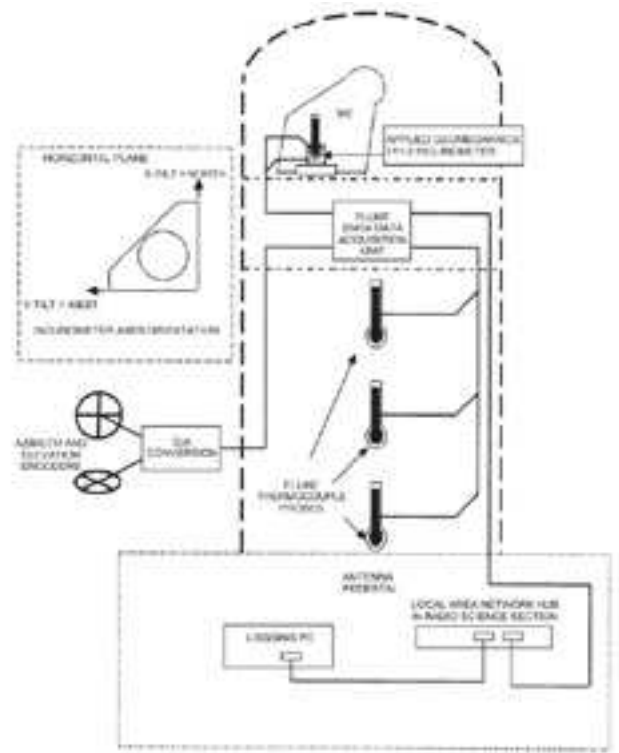 APPLIED GEOMECHANICS
HORIZONTAL PLANE
X-TILT = NORTH
FLUKE
DATA
ACQUISITION
UNIT
Y-TILT = WEST
INCLINOMETER AXES ORIENTATION
AZIMUTH AND
ELEVATION
ENCODERS
CONVERSION
FLUKE
THERMOCOUPLE
PROBES
ANTENNA
PEDESTAL
LOCAL AREA NETWORK HUB
IN RADIO SCIENCE SECTION
LOGGING PC